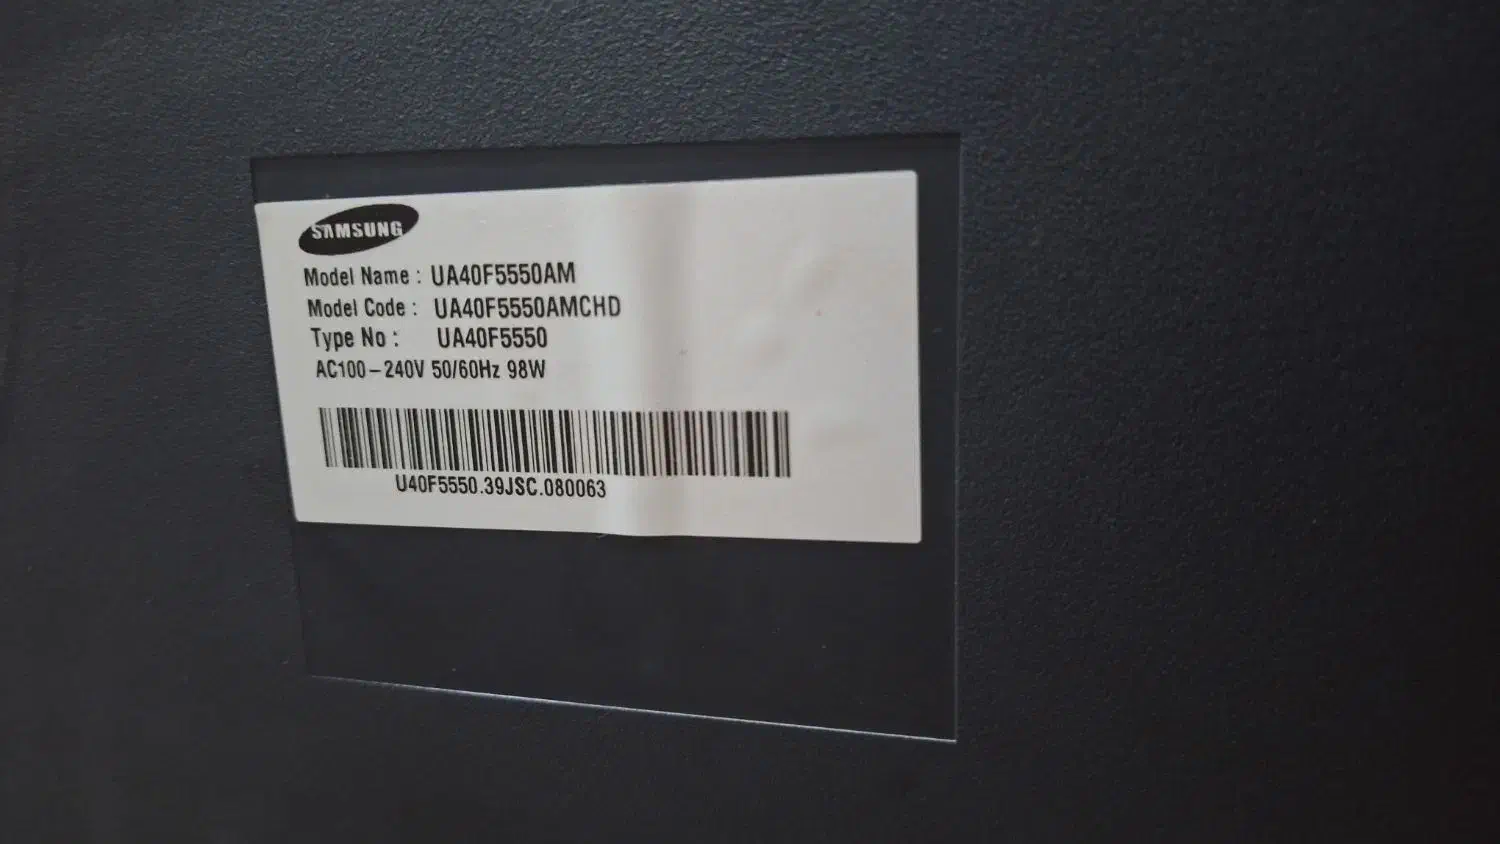 SAMSUNG
Model Name : UA40F5550AM
Model Code : UA40F5550AMCHD
Type No : UA40F5550
AC100-240V 50/60Hz 98W
U40F5550.39JSC.080063